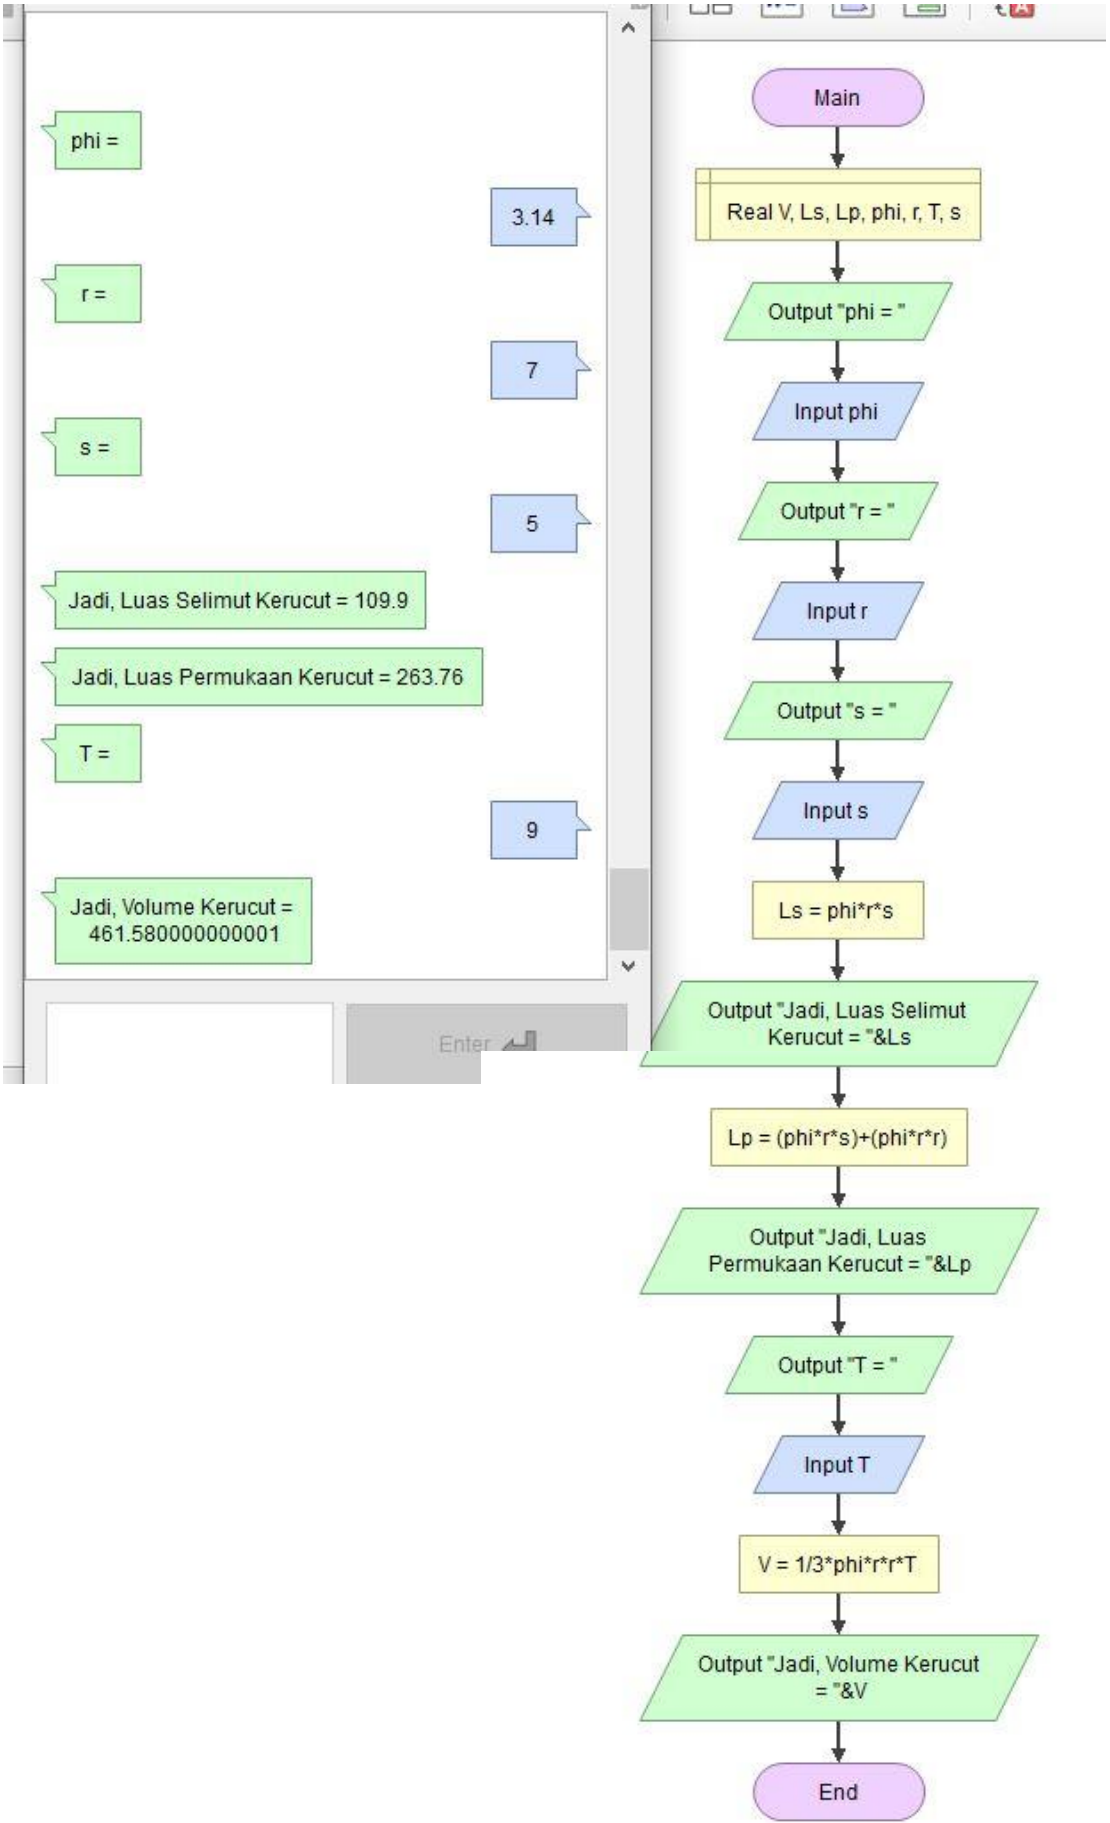 phi =
3.14
r =
7
s =
5
Jadi, Luas Selimut Kerucut = 109.9
Jadi, Luas Permukaan Kerucut = 263.76
T =
9
Jadi, Volume Kerucut =
461.580000000001
Enter
Main
Real V, Ls, Lp, phi, r, T, s
Output "phi = "
Input phi
Output "r = "
Input r
Output "s = "
Input s
Ls = phi*r*s
Output "Jadi, Luas Selimut
Kerucut = "&Ls
Lp = (phi*r*s)+(phi*r*r)
Output "Jadi, Luas
Permukaan Kerucut = "&Lp
Output "T = "
Input T
V = 1/3*phi*r*r*T
Output "Jadi, Volume Kerucut
= "&V
End